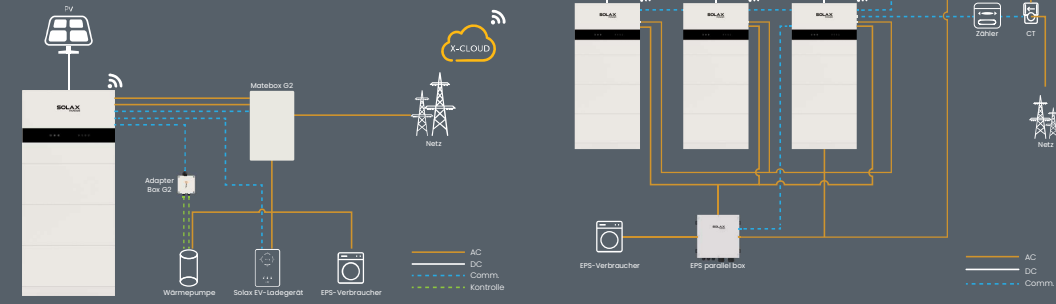 PV
X-CLOUD
SOLAX
Matebox G2
Netz
Adapter
Box G2
Wärmepumpe
Solax EV-Ladegerät
EPS-Verbraucher
AC
DC
Comm.
Kontrolle
SOLAX
SOLAX
SOLAX
Zähler
CT
Netz
SOLAX
EPS-Verbraucher
EPS parallel box
AC
DC
Comm.